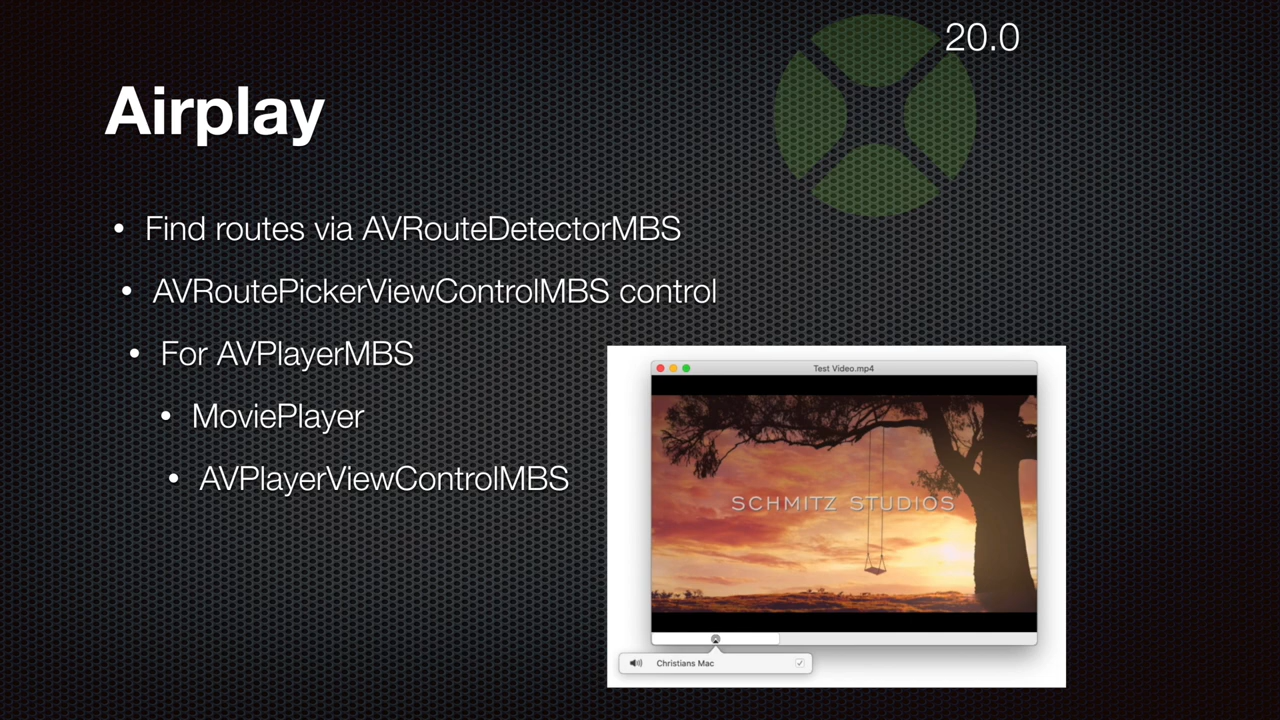 20.0
Airplay
• Find routes via AVRouteDetectorMBS
• AVRoutePickerViewControlMBS control
• For AVPlayerMBS
• MoviePlayer
• AVPlayerViewControlMBS
Test Video.mp4
SCHMITZ STUDIOS
Christians Mac